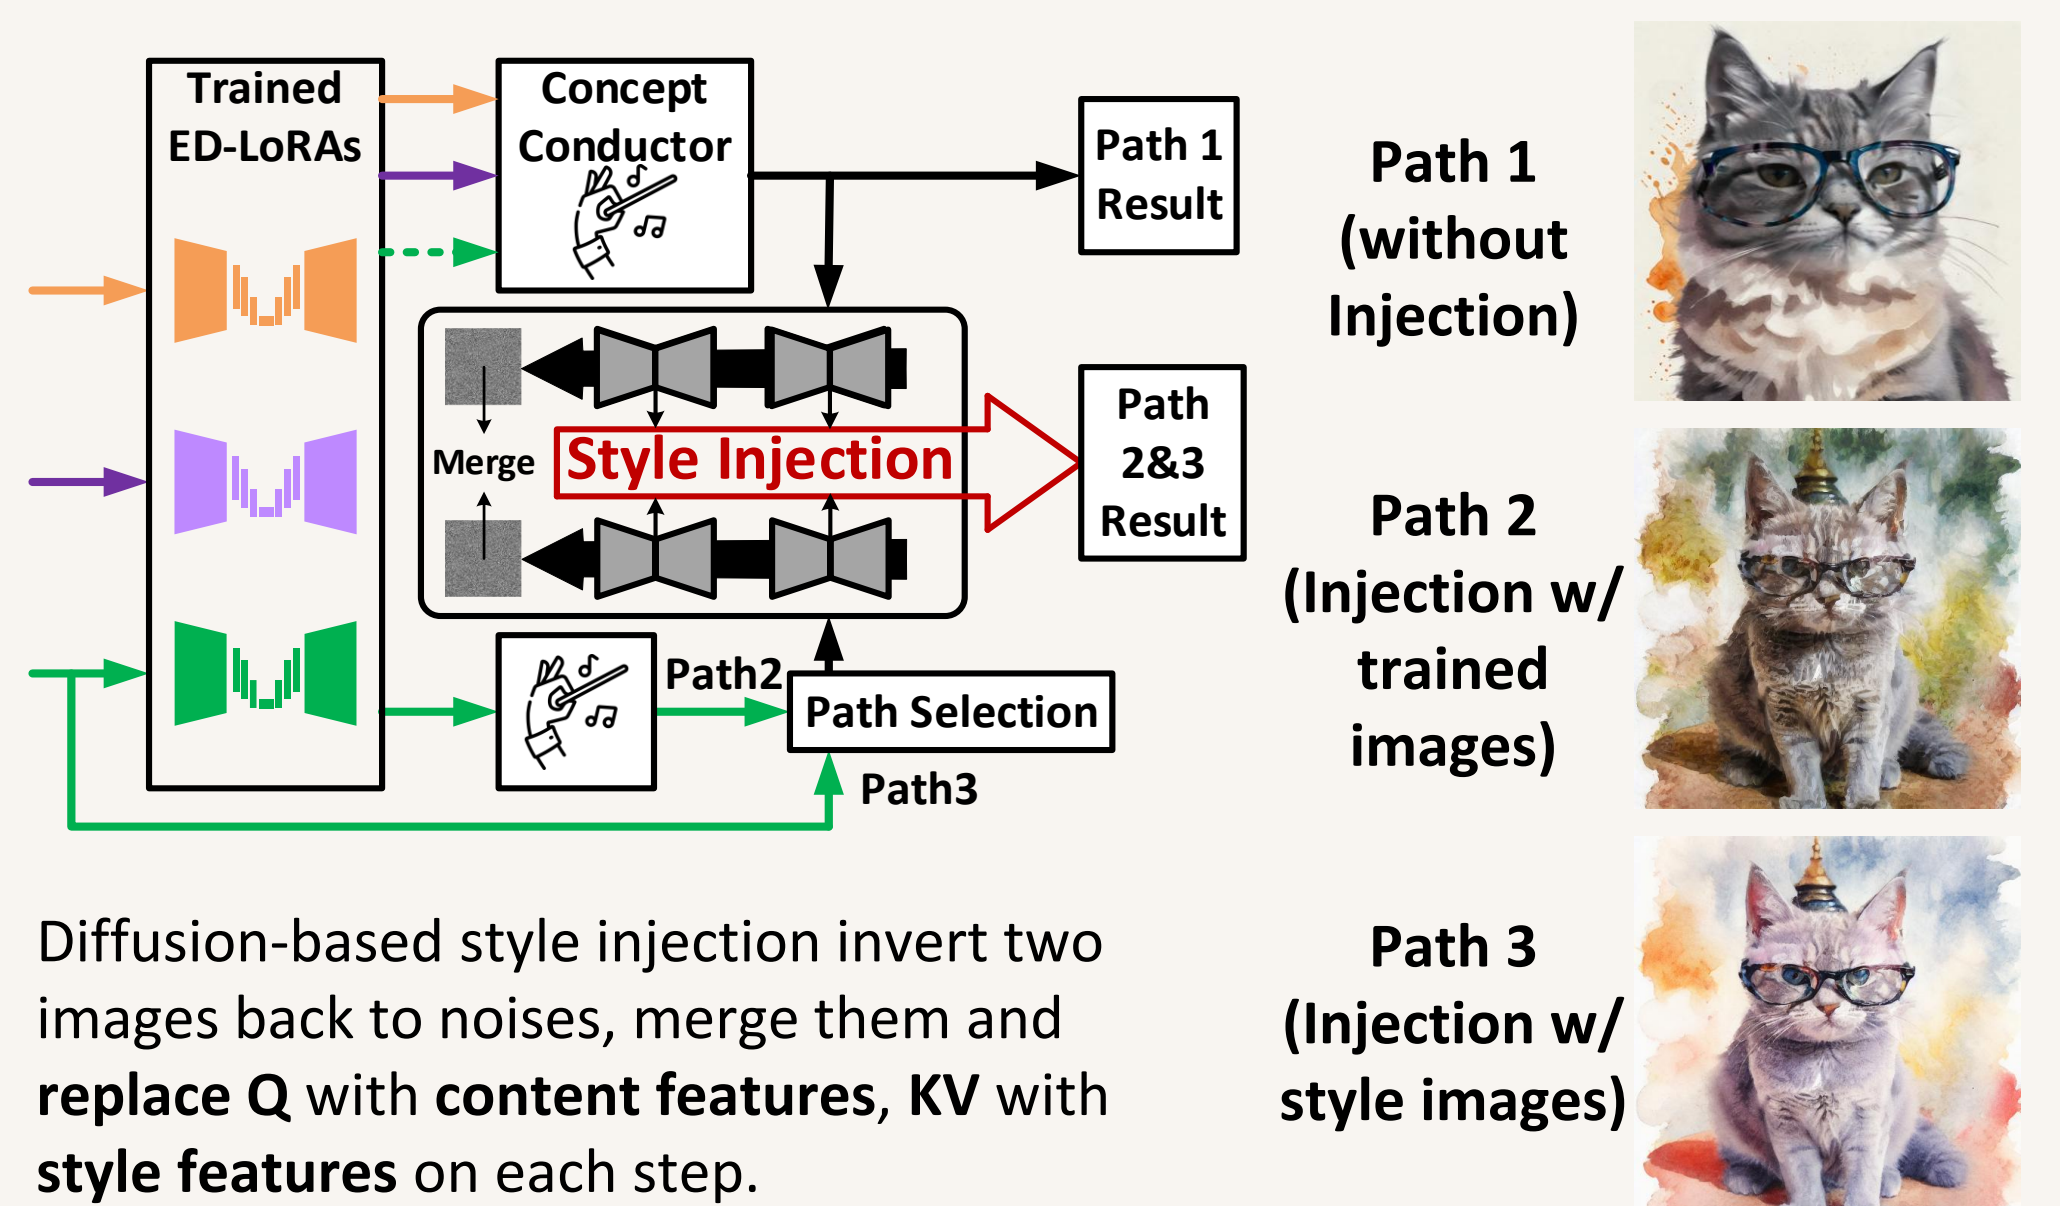 Trained
ED-LoRAs
Concept
Conductor
Path 1
Result
Merge
Style Injection
Path
2&3
Result
Path2
Path Selection
Path3
Path 1
(without
Injection)
Path 2
(Injection w/
trained
images)
Path 3
(Injection w/
style images)
Diffusion-based style injection invert two
images back to noises, merge them and
replace Q with content features, KV with
style features on each step.